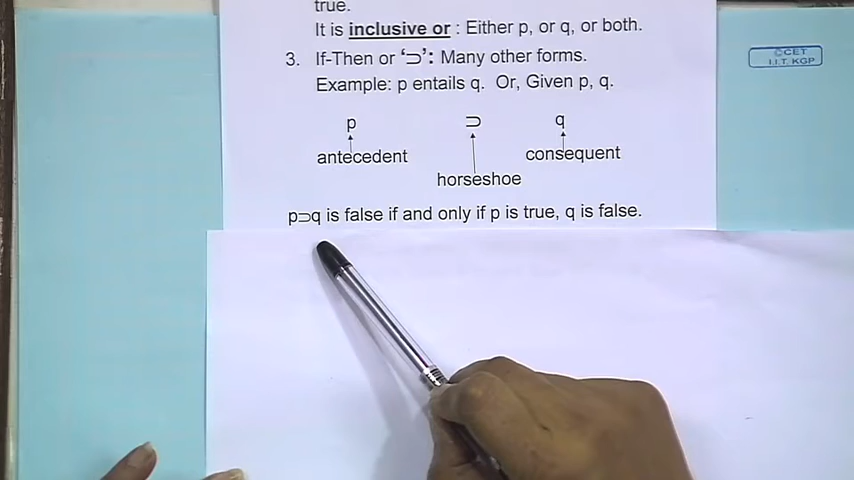 true.
It is inclusive or : Either p, or q, or both.
3. If-Then or ‘⊃’: Many other forms.
Example: p entails q. Or, Given p, q.
p ⊃ q
antecedent consequent
horseshoe
p⊃q is false if and only if p is true, q is false.
©CET
I.I.T. KGP